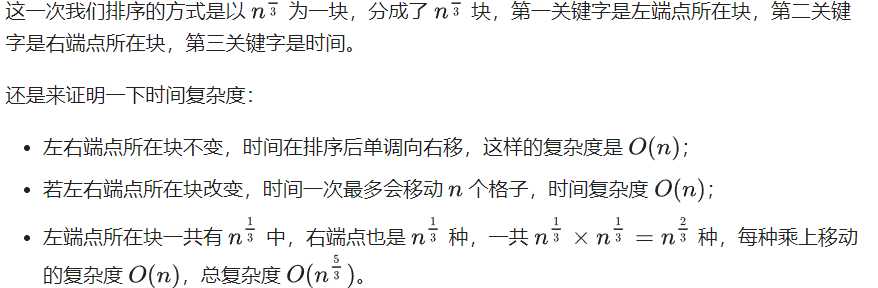 这一次我们排序的方式是以 n^{\frac{}{3}} 为一块，分成了 n^{\frac{}{3}} 块，第一关键字是左端点所在块，第二关键
字是右端点所在块，第三关键字是时间。
还是来证明一下时间复杂度：
• 左右端点所在块不变，时间在排序后单调向右移，这样的复杂度是 O(n)；
• 若左右端点所在块改变，时间一次最多会移动 n 个格子，时间复杂度 O(n)；
• 左端点所在块一共有 n^{\frac{1}{3}} 中，右端点也是 n^{\frac{1}{3}} 种，一共 n^{\frac{1}{3}} × n^{\frac{1}{3}} = n^{\frac{2}{3}} 种，每种乘上移动
的复杂度 O(n)，总复杂度 O(n^{\frac{5}{3}})。